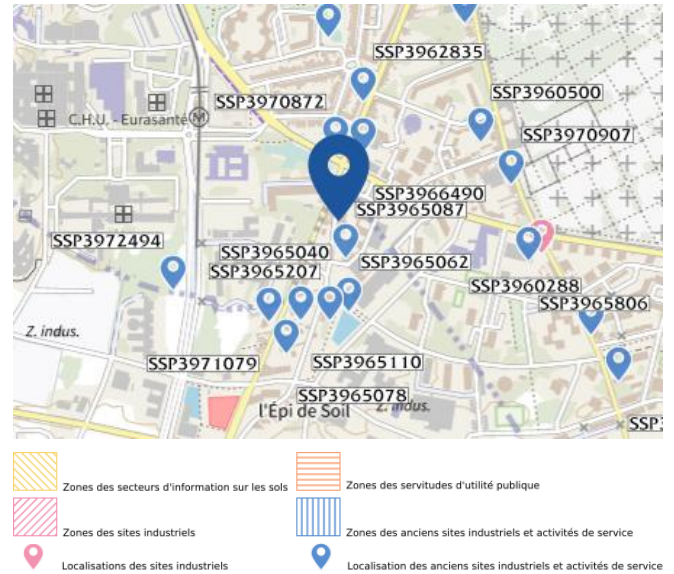 SSP3962835
SSP3970872
SSP3960500
C.H.U. - Eurasanté
M
SSP3970907
SSP3966490
SSP3965087
SSP3972494
SSP3965040
SSP3965062
SSP3965207
SSP3960288
SSP3965806
Z. indus.
SSP3971079
SSP3965110
SSP3965078
l'Épi de Soil
Z. indus.
Zones des secteurs d'information sur les sols
Zones des servitudes d'utilité publique
Zones des sites industriels
Zones des anciens sites industriels et activités de service
Localisations des sites industriels
Localisation des anciens sites industriels et activités de service